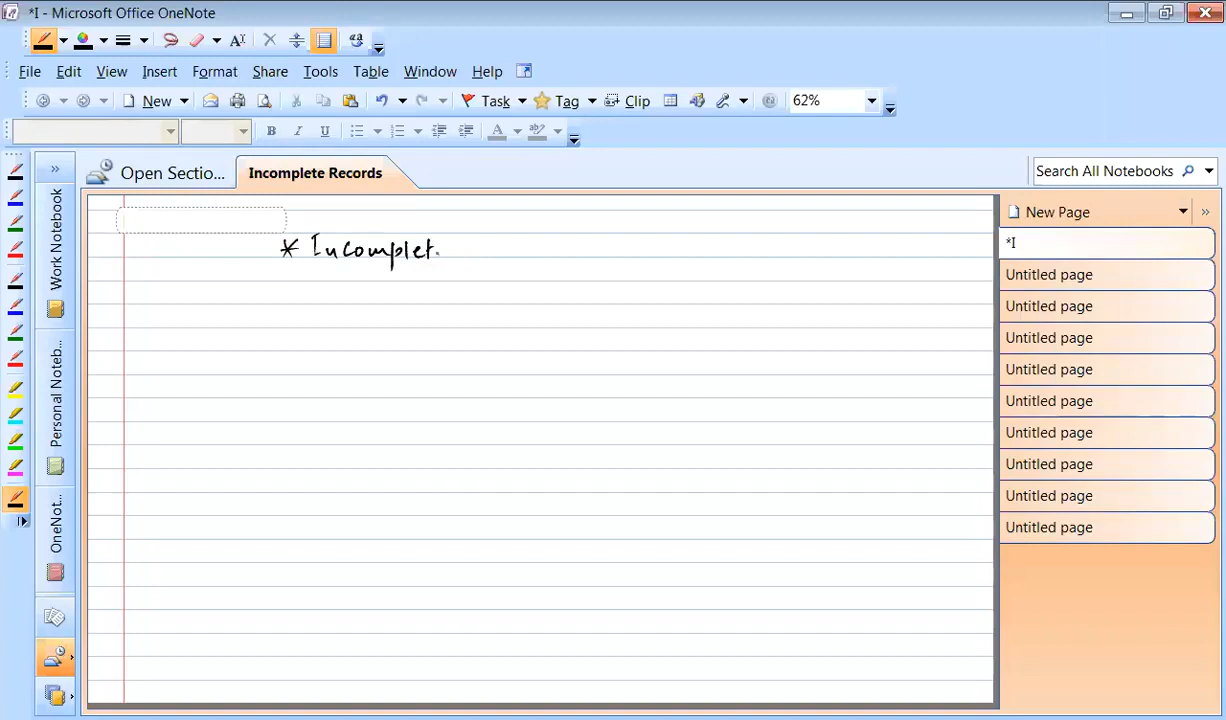 *I - Microsoft Office OneNote
File Edit View Insert Format Share Tools Table Window Help
New Task Tag Clip 62%
B I U A ab
Open Sectio... Incomplete Records Search All Notebooks
Work Notebook
Personal Noteb...
OneNot...
* Incomplet
New Page
*I
Untitled page
Untitled page
Untitled page
Untitled page
Untitled page
Untitled page
Untitled page
Untitled page
Untitled page